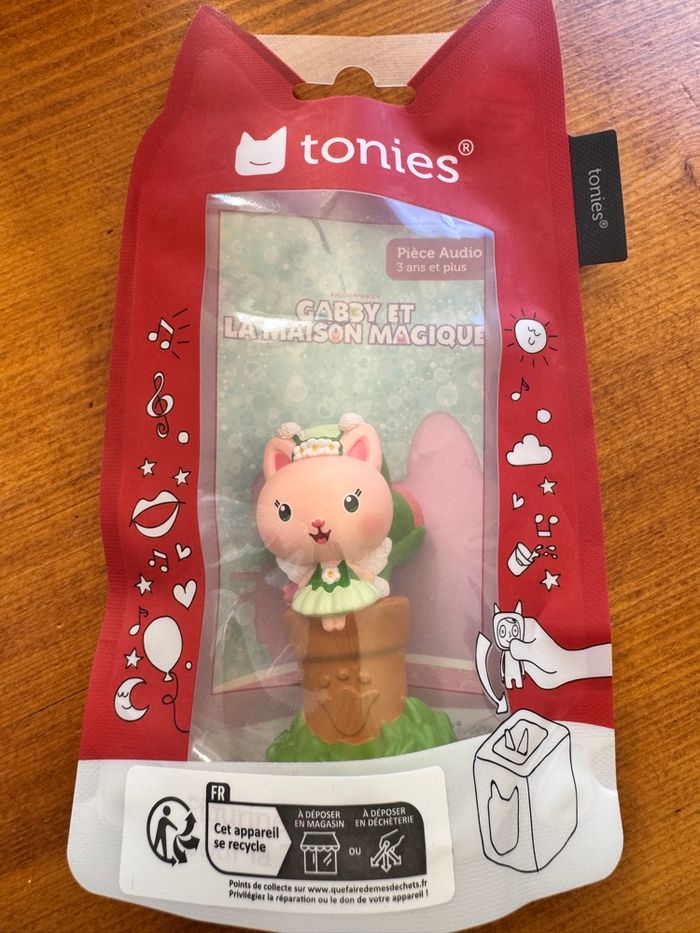 tonies®
tonies®
Pièce Audio
3 ans et plus
GABBY ET
LA MAISON MAGIQUE
FR
Cet appareil
se recycle
À DÉPOSER
EN MAGASIN
OU
À DÉPOSER
EN DÉCHÈTERIE
Points de collecte sur www.quefairedemesdechets.fr
Privilégiez la réparation ou le don de votre appareil !